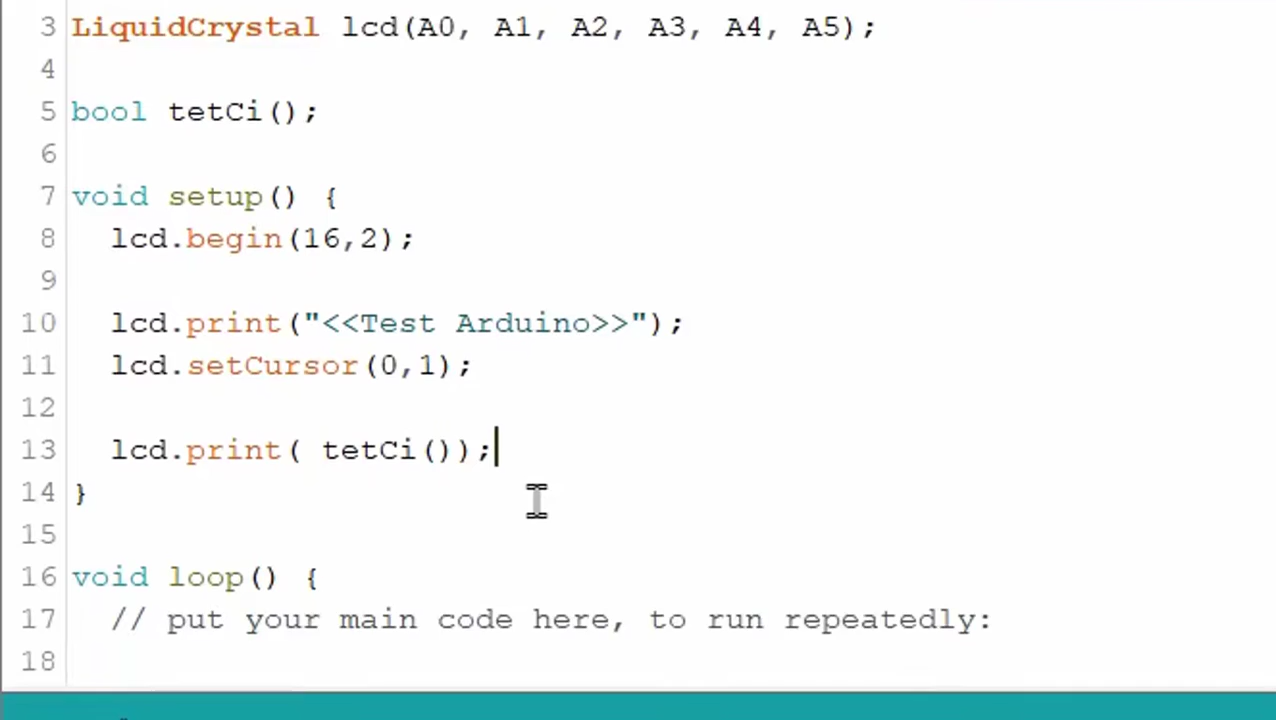 3 LiquidCrystal lcd(A0, A1, A2, A3, A4, A5);
4
5 bool tetCi();
6
7 void setup() {
8   lcd.begin(16,2);
9
10   lcd.print("<<Test Arduino>>");
11   lcd.setCursor(0,1);
12
13   lcd.print( tetCi());
14 }
15
16 void loop() {
17   // put your main code here, to run repeatedly:
18